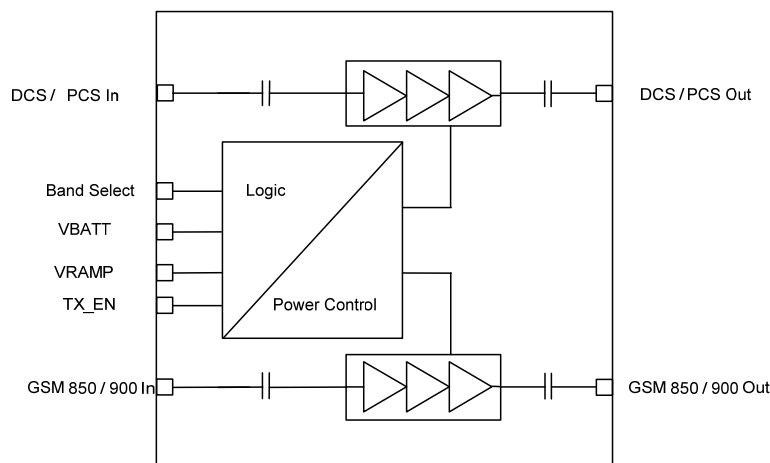 DCS / PCS In
DCS / PCS Out
Band Select
Logic
VBATT
VRAMP
TX_EN
Power Control
GSM 850 / 900 In
GSM 850 / 900 Out